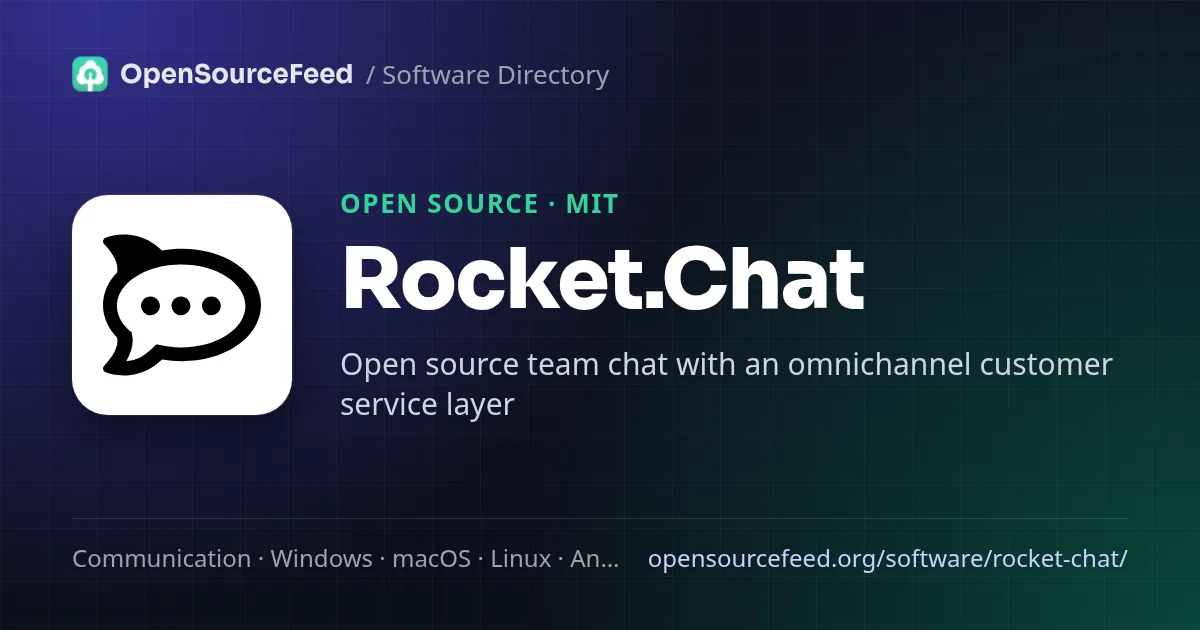 OpenSourceFeed / Software Directory
OPEN SOURCE · MIT
Rocket.Chat
Open source team chat with an omnichannel customer
service layer
Communication · Windows · macOS · Linux · An...
opensourcefeed.org/software/rocket-chat/